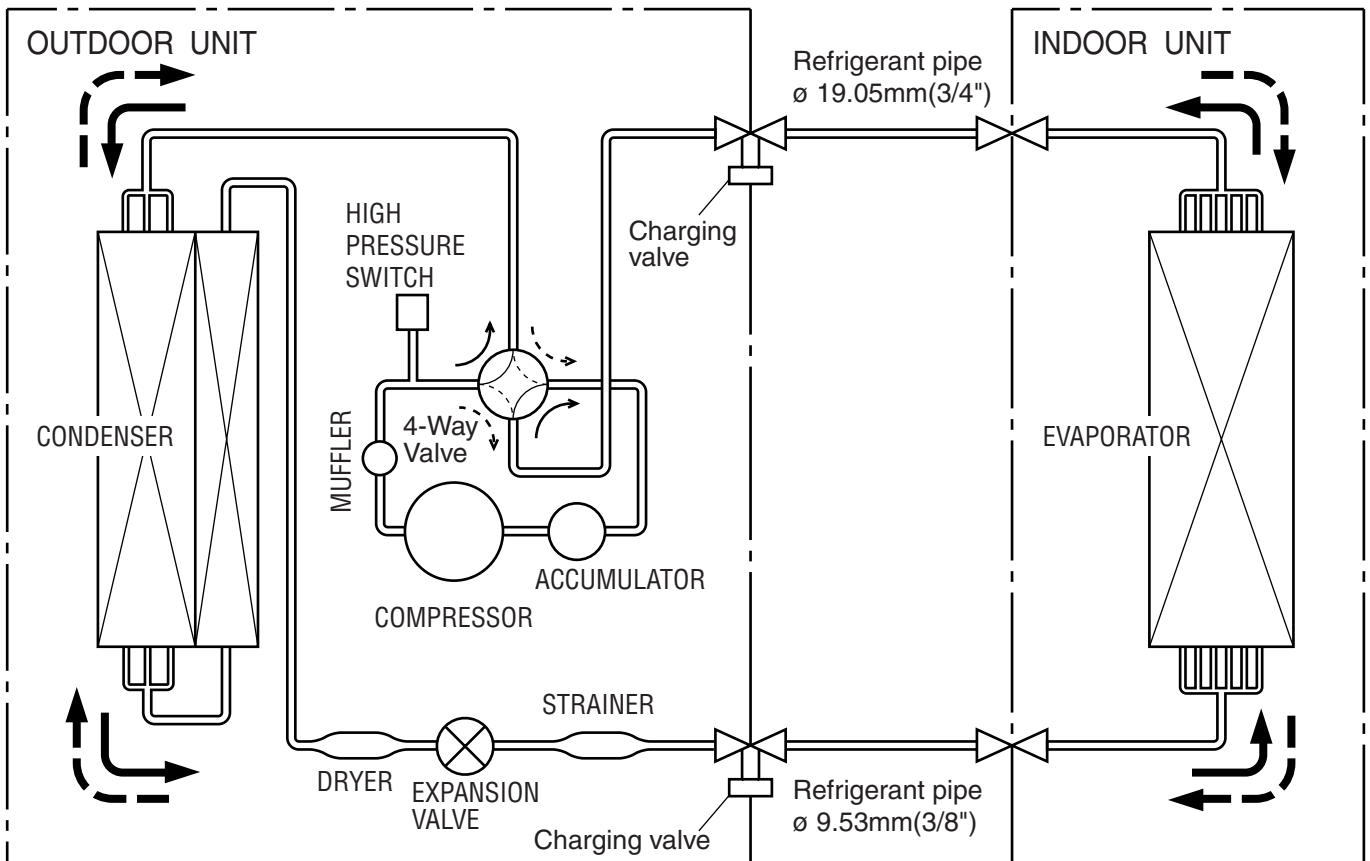 OUTDOOR UNIT
INDOOR UNIT
Refrigerant pipe
ø 19.05mm(3/4")
HIGH
PRESSURE
SWITCH
Charging
valve
CONDENSER
MUFFLER
4-Way
Valve
EVAPORATOR
ACCUMULATOR
COMPRESSOR
STRAINER
DRYER
EXPANSION
VALVE
Charging valve
Refrigerant pipe
ø 9.53mm(3/8")